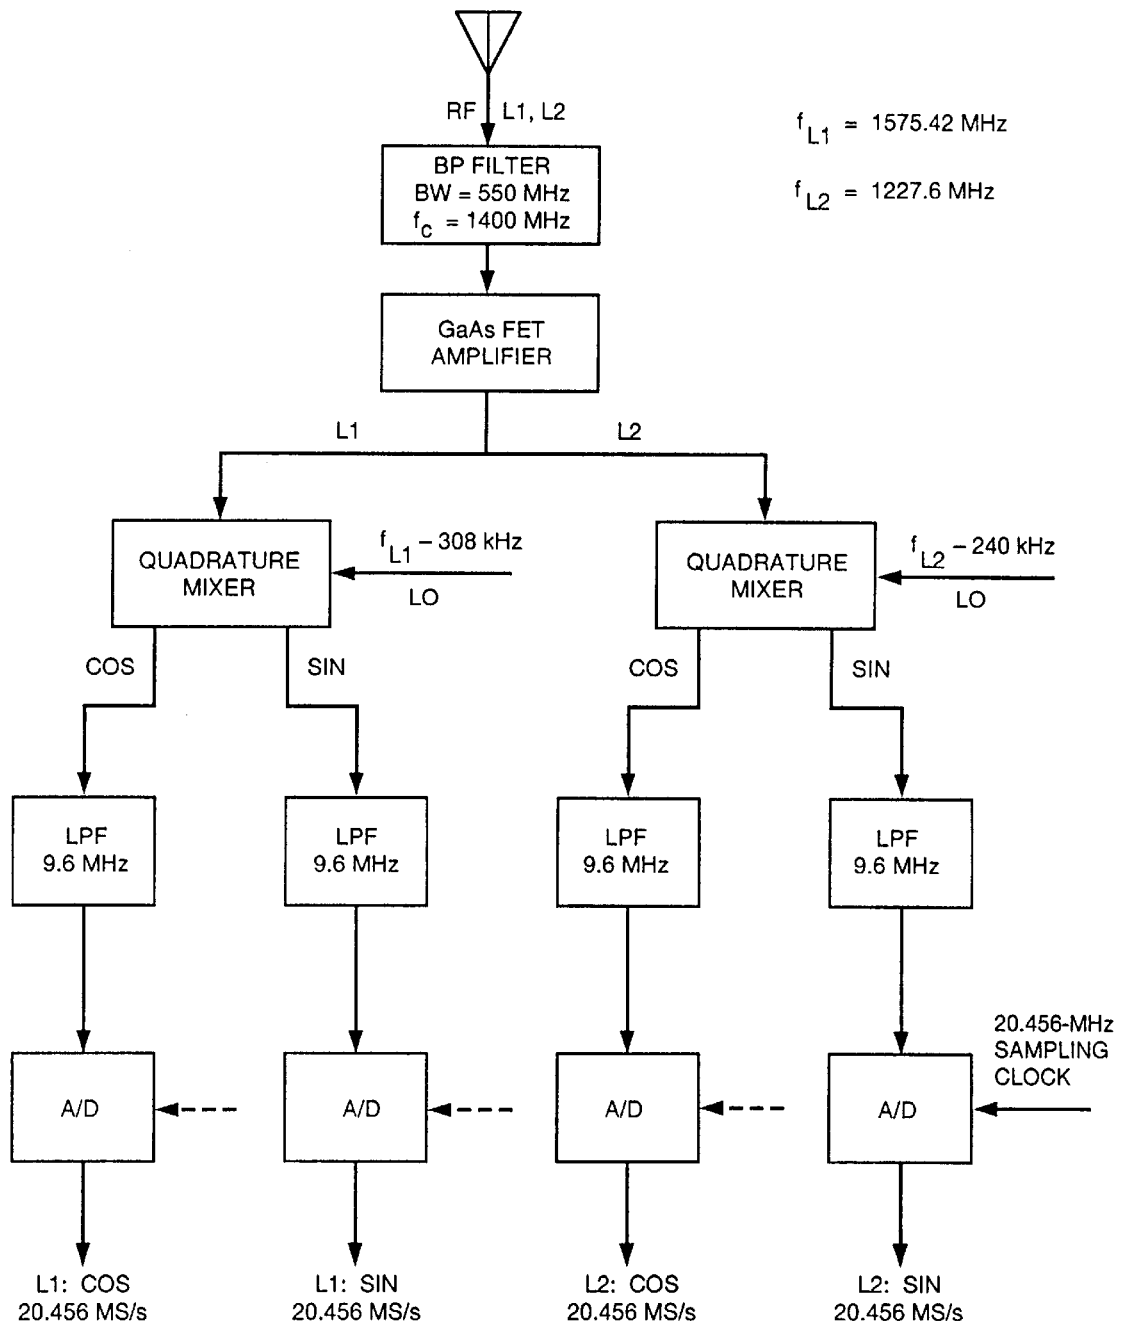 RF L1, L2
f L1 = 1575.42 MHz
BP FILTER
BW = 550 MHz
f c = 1400 MHz
f L2 = 1227.6 MHz
GaAs FET
AMPLIFIER
L1
L2
QUADRATURE
MIXER
f L1 – 308 kHz
LO
QUADRATURE
MIXER
f L2 – 240 kHz
LO
COS
SIN
COS
SIN
LPF
9.6 MHz
LPF
9.6 MHz
LPF
9.6 MHz
LPF
9.6 MHz
20.456-MHz
SAMPLING
CLOCK
A/D
A/D
A/D
A/D
L1: COS
20.456 MS/s
L1: SIN
20.456 MS/s
L2: COS
20.456 MS/s
L2: SIN
20.456 MS/s